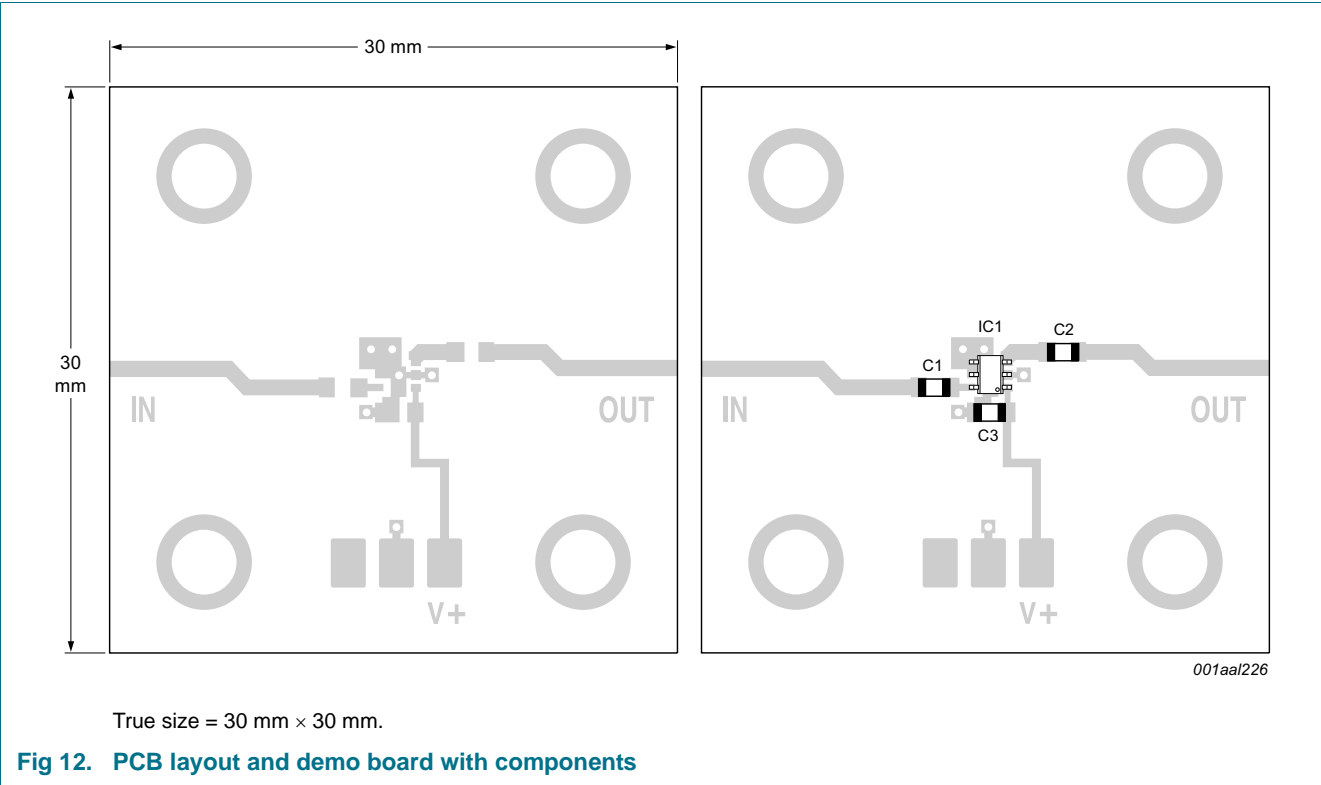 30 mm
30
mm
IN
OUT
V+
IC1
C2
C1
C3
IN
OUT
V+
001aal226
True size = 30 mm × 30 mm.
Fig 12. PCB layout and demo board with components